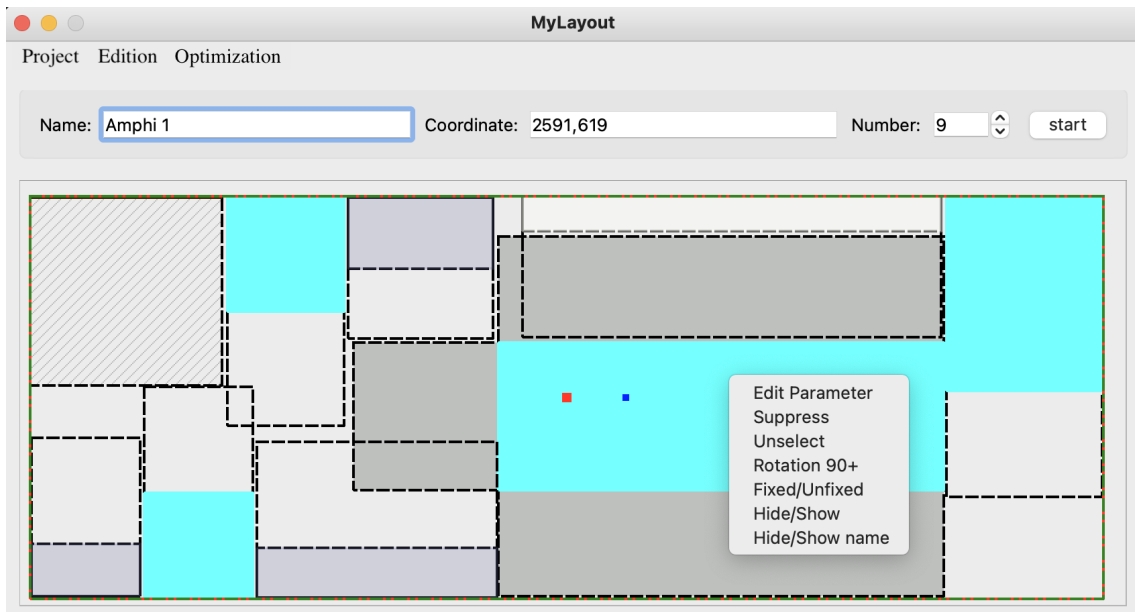 MyLayout
Project Edition Optimization
Name: Amphi 1 Coordinate: 2591,619 Number: 9 start
Edit Parameter
Suppress
Unselect
Rotation 90+
Fixed/Unfixed
Hide/Show
Hide/Show name